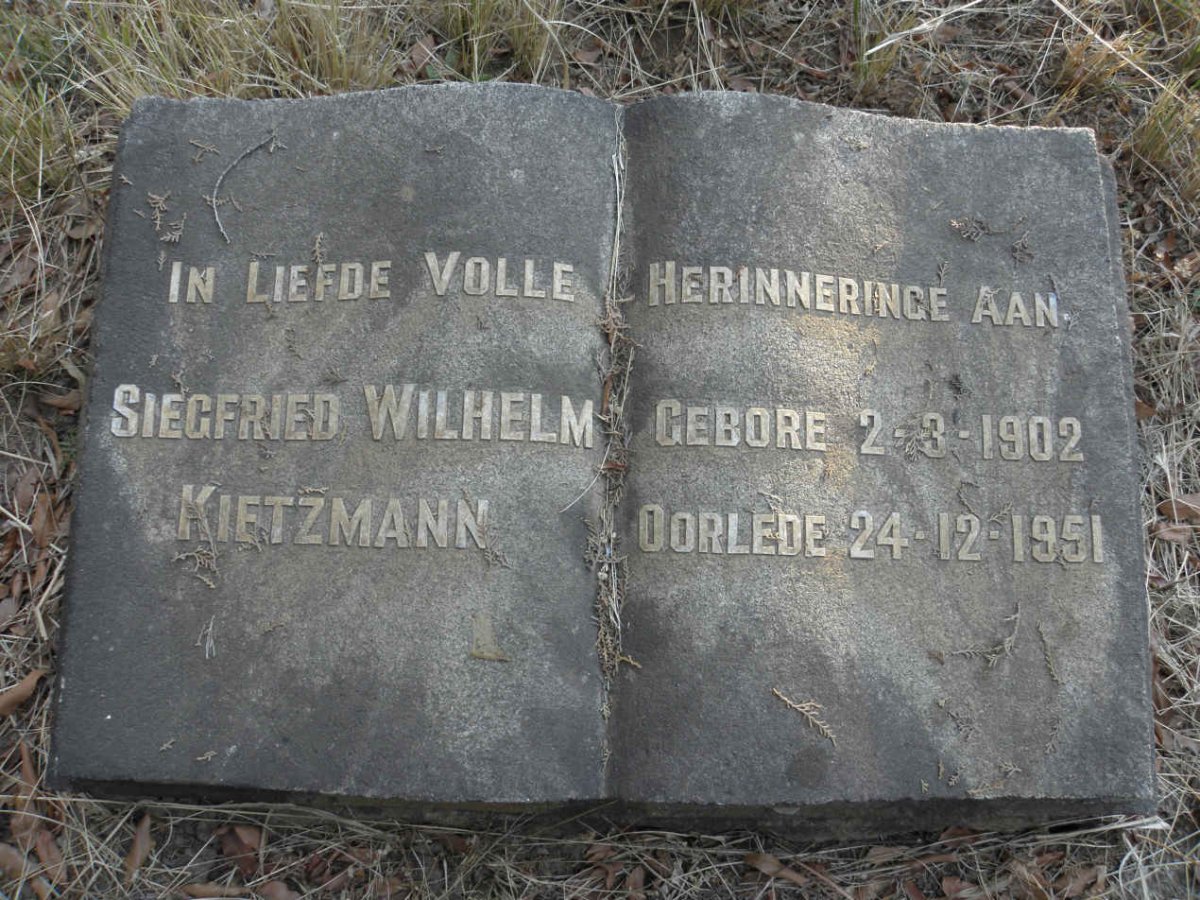 In Liefde Volle Herinneringe Aan
Siegfried Wilhelm
Kietzmann
Gebore 2-3-1902
Oorlede 24-12-1951